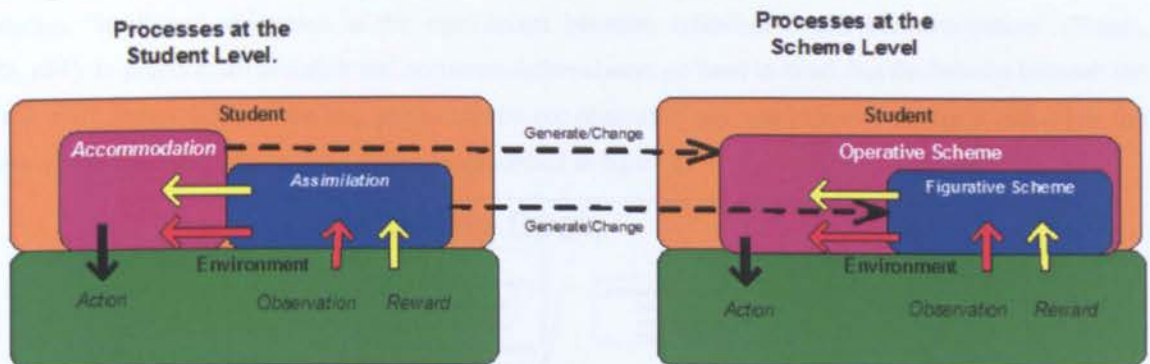 Processes at the
Student Level.
Student
Accommodation
Assimilation
Environment
Action
Observation
Reward
Generate/Change
Generate\Change
Processes at the
Scheme Level
Student
Operative Scheme
Figurative Scheme
Environment
Action
Observation
Reward